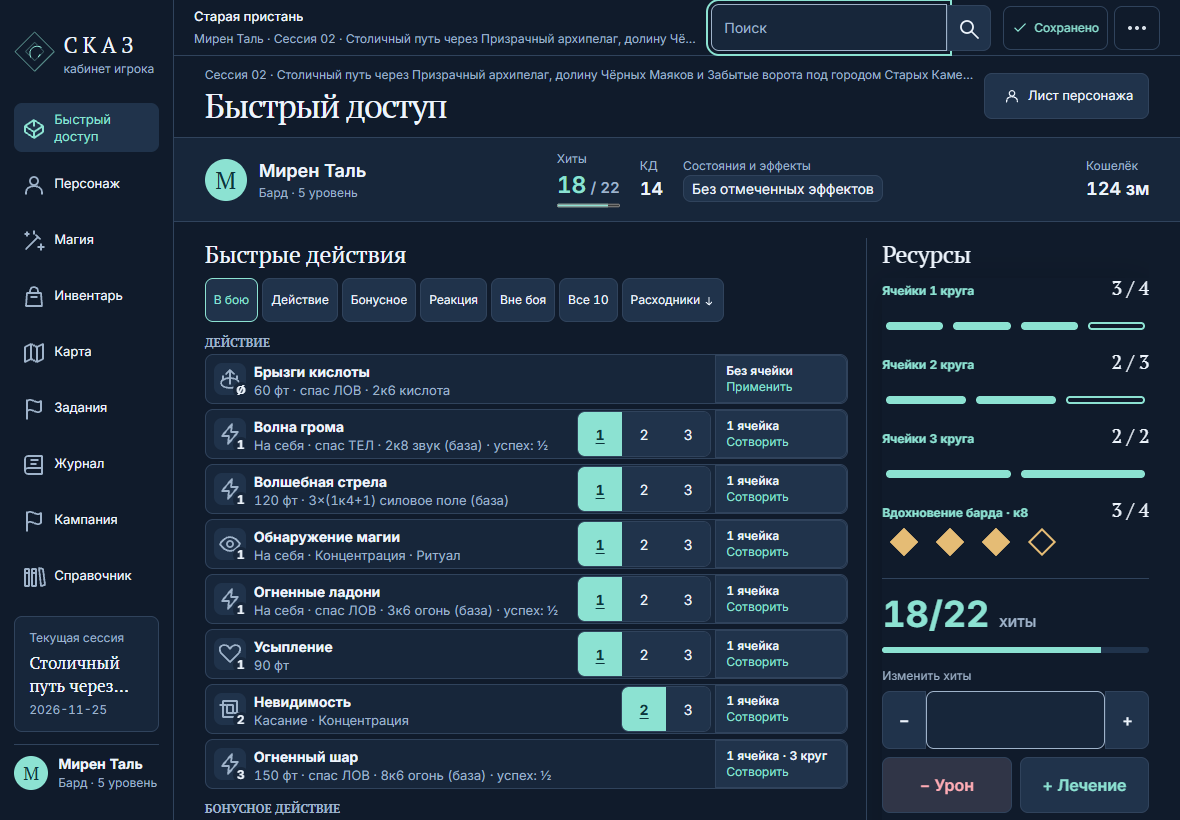 СКАЗ
кабинет игрока
Быстрый доступ
Персонаж
Магия
Инвентарь
Карта
Задания
Журнал
Кампания
Справочник
Текущая сессия
Столичный
путь через...
2026-11-25
М
Мирен Таль
Бард · 5 уровень
Старая пристань
Мирен Таль · Сессия 02 · Столичный путь через Призрачный архипелаг, долину Чё...
Поиск
Сохранено
Сессия 02 · Столичный путь через Призрачный архипелаг, долину Чёрных Маяков и Забытые ворота под городом Старых Каме...
Быстрый доступ
Лист персонажа
М
Мирен Таль
Бард · 5 уровень
Хиты
18 / 22
КД
14
Состояния и эффекты
Без отмеченных эффектов
Кошелёк
124 зм
Быстрые действия
В бою
Действие
Бонусное
Реакция
Вне боя
Все 10
Расходники ↓
ДЕЙСТВИЕ
0
Брызги кислоты
60 фт · спас ЛОВ · 2к6 кислота
Без ячейки
Применить
1
Волна грома
На себя · спас ТЕЛ · 2к8 звук (база) · успех: ½
1 2 3
1 ячейка
Сотворить
1
Волшебная стрела
120 фт · 3×(1к4+1) силовое поле (база)
1 2 3
1 ячейка
Сотворить
1
Обнаружение магии
На себя · Концентрация · Ритуал
1 2 3
1 ячейка
Сотворить
1
Огненные ладони
На себя · спас ЛОВ · 3к6 огонь (база) · успех: ½
1 2 3
1 ячейка
Сотворить
1
Усыпление
90 фт
1 2 3
1 ячейка
Сотворить
2
Невидимость
Касание · Концентрация
2 3
1 ячейка
Сотворить
3
Огненный шар
150 фт · спас ЛОВ · 8к6 огонь (база) · успех: ½
1 ячейка · 3 круг
Сотворить
БОНУСНОЕ ДЕЙСТВИЕ
Ресурсы
Ячейки 1 круга
3 / 4
Ячейки 2 круга
2 / 3
Ячейки 3 круга
2 / 2
Вдохновение барда · к8
3 / 4
18/22 хиты
Изменить хиты
−
+
− Урон
+ Лечение